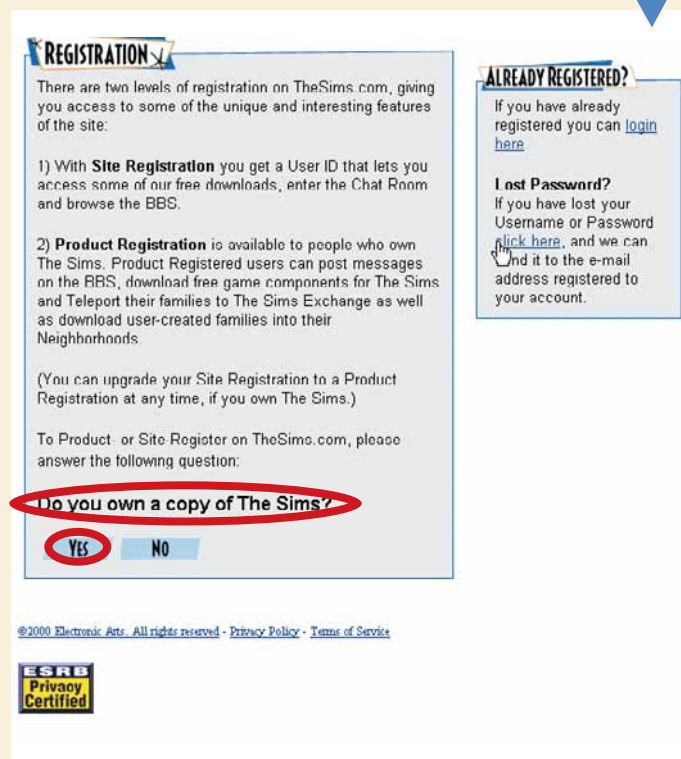 REGISTRATION
There are two levels of registration on TheSims.com, giving
you access to some of the unique and interesting features
of the site:
1) With Site Registration you get a User ID that lets you
access some of our free downloads, enter the Chat Room
and browse the BBS.
2) Product Registration is available to people who own
The Sims. Product Registered users can post messages
on the BBS, download free game components for The Sims
and Teleport their families to The Sims Exchange as well
as download user-created families into their
Neighborhoods.
(You can upgrade your Site Registration to a Product
Registration at any time, if you own The Sims.)
To Product- or Site-Register on TheSims.com, please
answer the following question:
Do you own a copy of The Sims?
YES NO
ALREADY REGISTERED?
If you have already
registered you can login
here
Lost Password?
If you have lost your
Username or Password
click here, and we can
it to the e-mail
address registered to
your account.
©2000 Electronic Arts. All rights reserved - Privacy Policy - Terms of Service
ESRB
Privacy
Certified